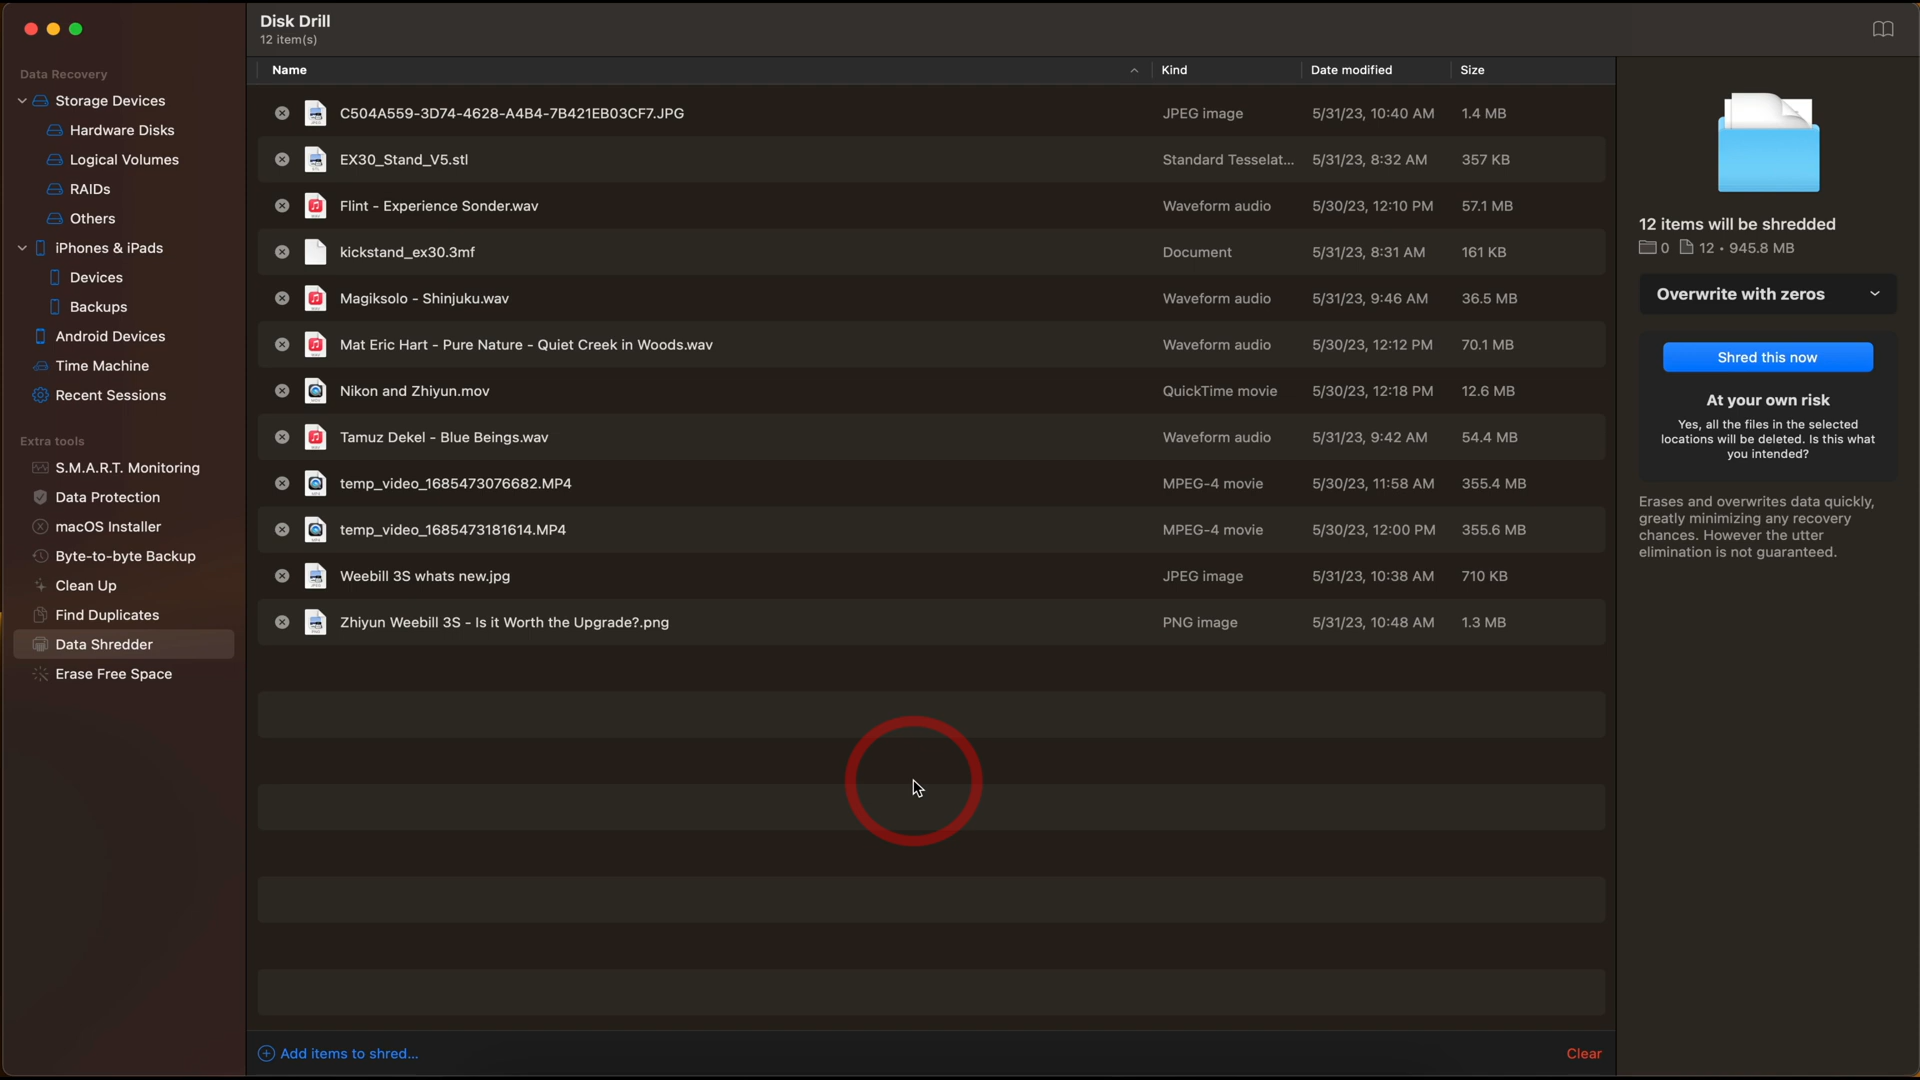 Disk Drill
12 item(s)
Data Recovery
Storage Devices
Hardware Disks
Logical Volumes
RAIDs
Others
iPhones & iPads
Devices
Backups
Android Devices
Time Machine
Recent Sessions
Extra tools
S.M.A.R.T. Monitoring
Data Protection
macOS Installer
Byte-to-byte Backup
Clean Up
Find Duplicates
Data Shredder
Erase Free Space
Name Kind Date modified Size
C504A559-3D74-4628-A4B4-7B421EB03CF7.JPG JPEG image 5/31/23, 10:40 AM 1.4 MB
EX30_Stand_V5.stl Standard Tesselat... 5/31/23, 8:32 AM 357 KB
Flint - Experience Sonder.wav Waveform audio 5/30/23, 12:10 PM 57.1 MB
kickstand_ex30.3mf Document 5/31/23, 8:31 AM 161 KB
Magiksolo - Shinjuku.wav Waveform audio 5/31/23, 9:46 AM 36.5 MB
Mat Eric Hart - Pure Nature - Quiet Creek in Woods.wav Waveform audio 5/30/23, 12:12 PM 70.1 MB
Nikon and Zhiyun.mov QuickTime movie 5/30/23, 12:18 PM 12.6 MB
Tamuz Dekel - Blue Beings.wav Waveform audio 5/31/23, 9:42 AM 54.4 MB
temp_video_1685473076682.MP4 MPEG-4 movie 5/30/23, 11:58 AM 355.4 MB
temp_video_1685473181614.MP4 MPEG-4 movie 5/30/23, 12:00 PM 355.6 MB
Weebill 3S whats new.jpg JPEG image 5/31/23, 10:38 AM 710 KB
Zhiyun Weebill 3S - Is it Worth the Upgrade?.png PNG image 5/31/23, 10:48 AM 1.3 MB
Add items to shred...
Clear
12 items will be shredded
0 12 • 945.8 MB
Overwrite with zeros
Shred this now
At your own risk
Yes, all the files in the selected
locations will be deleted. Is this what
you intended?
Erases and overwrites data quickly,
greatly minimizing any recovery
chances. However the utter
elimination is not guaranteed.